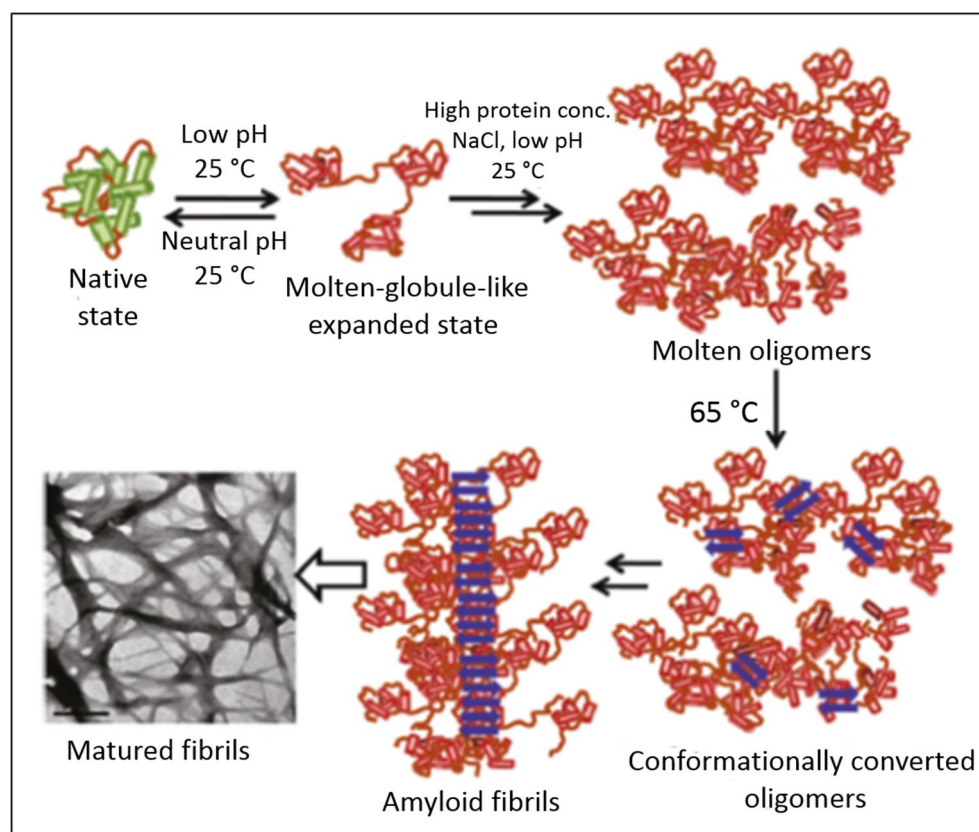 Low pH
25 °C
Neutral pH
25 °C
Native
state
Molten-globule-like
expanded state
High protein conc.
NaCl, low pH
25 °C
Molten oligomers
65 °C
Conformationally converted
oligomers
Amyloid fibrils
Matured fibrils